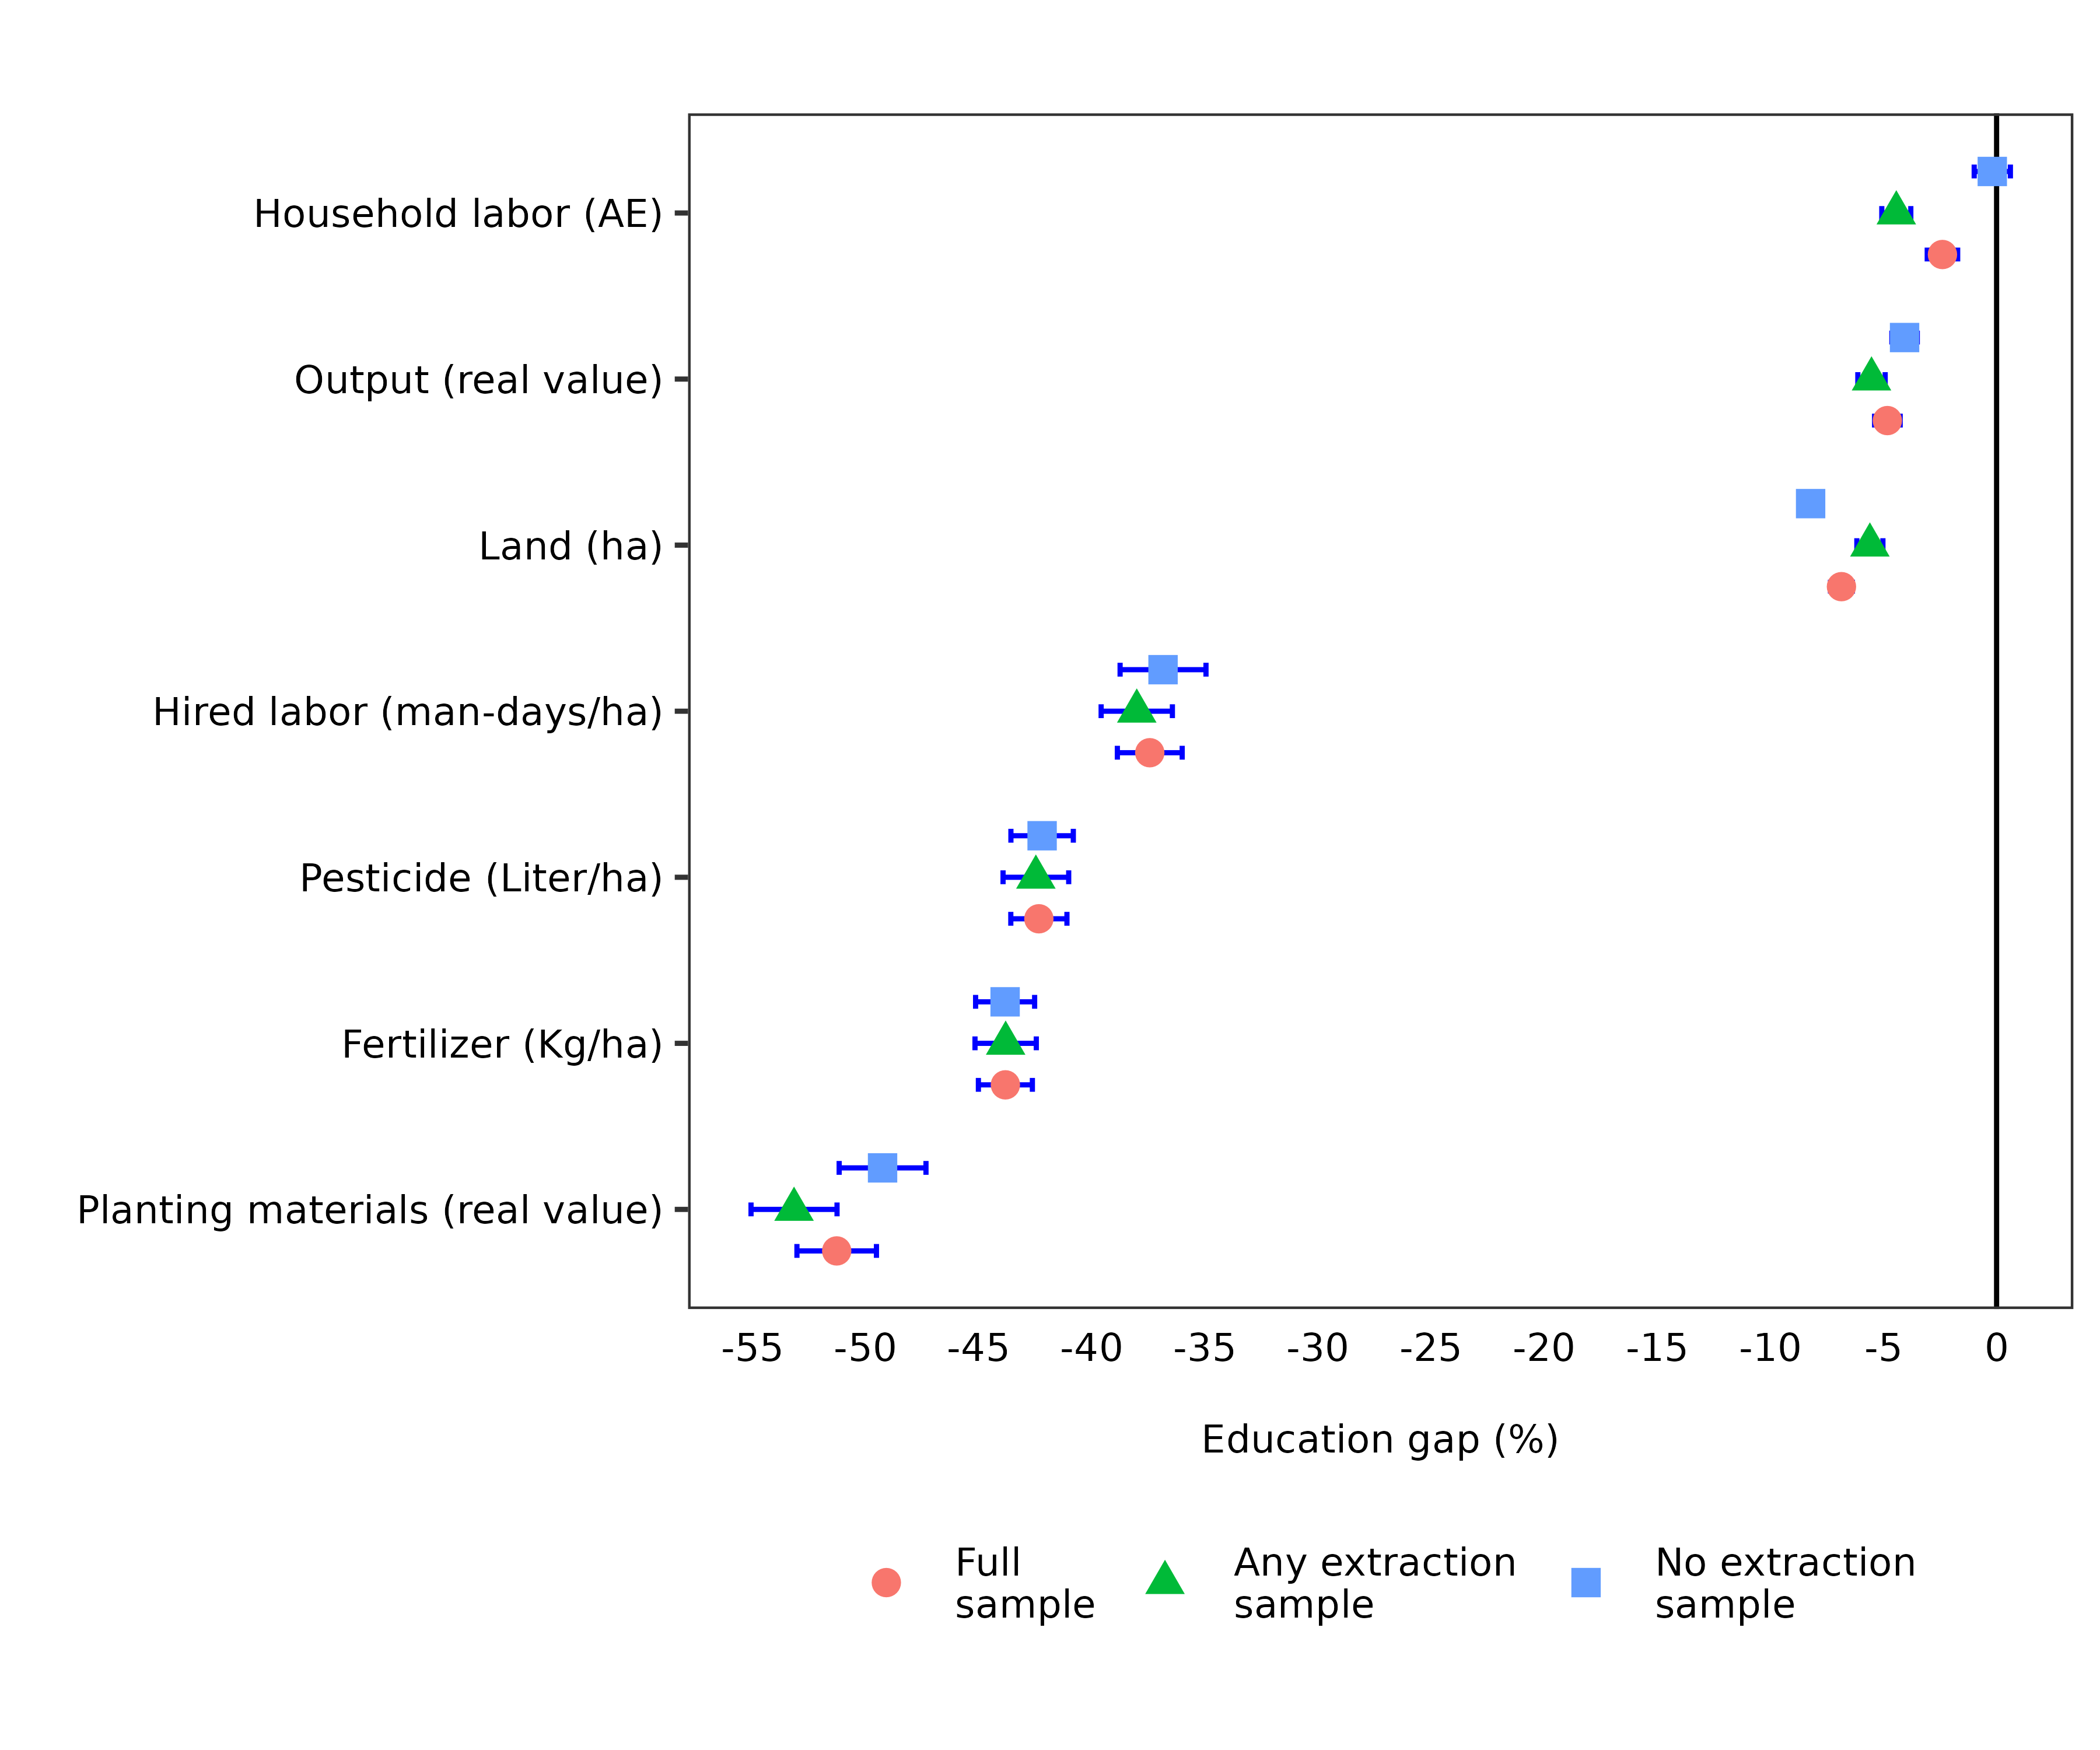 Household labor (AE)
Output (real value)
Land (ha)
Hired labor (man-days/ha)
Pesticide (Liter/ha)
Fertilizer (Kg/ha)
Planting materials (real value)
-55 -50 -45 -40 -35 -30 -25 -20 -15 -10 -5 0
Education gap (%)
Full
sample
Any extraction
sample
No extraction
sample